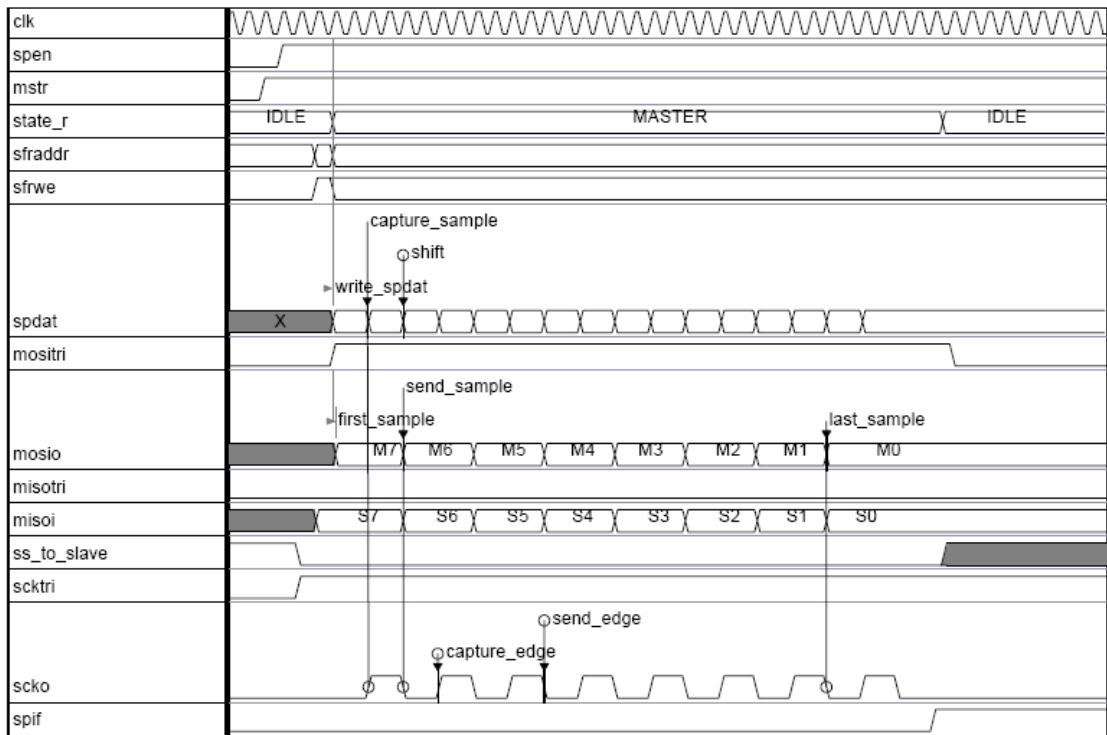 clk
spen
mstr
state_r IDLE MASTER IDLE
sfraddr
sfrwe
capture_sample
shift
write_spdat
spdat X
mositri
send_sample
first_sample last_sample
mosio M7 M6 M5 M4 M3 M2 M1 M0
misotri
misoi S7 S6 S5 S4 S3 S2 S1 S0
ss_to_slave
scktri
send_edge
capture_edge
scko
spif